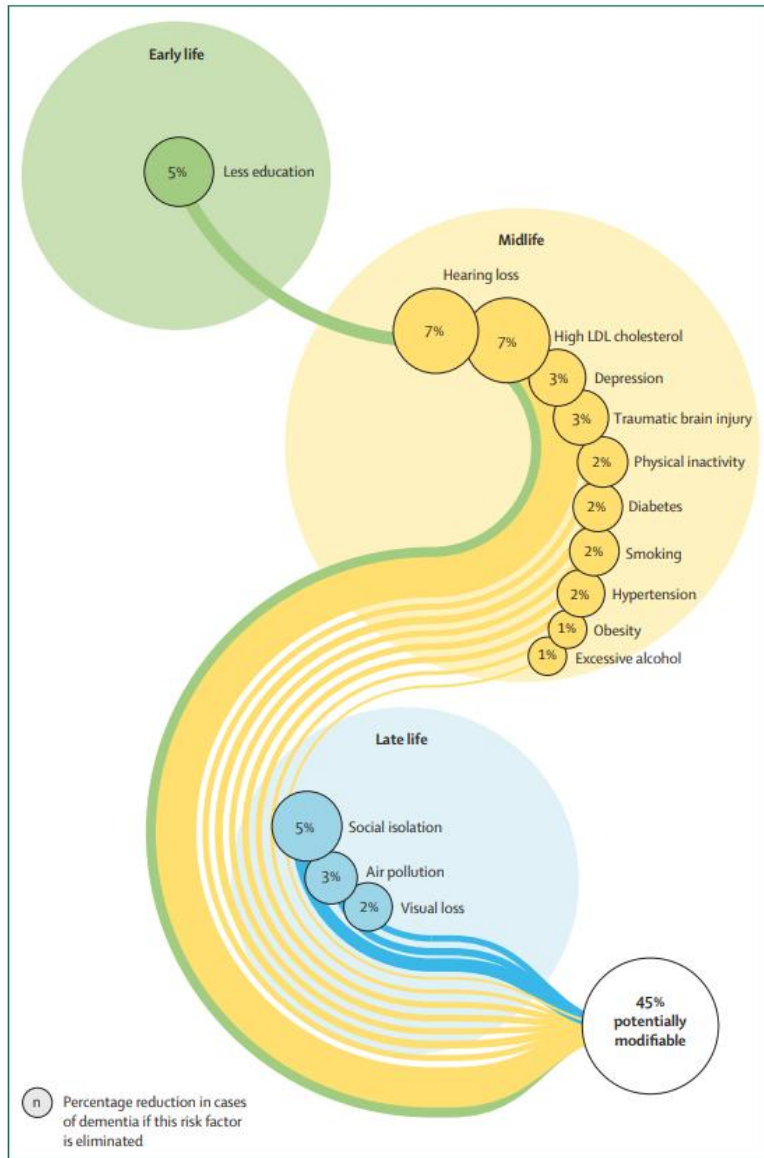 Early life
5%
Less education
Midlife
Hearing loss
7%
7%
High LDL cholesterol
3%
Depression
3%
Traumatic brain injury
2%
Physical inactivity
2%
Diabetes
2%
Smoking
2%
Hypertension
1%
Obesity
1%
Excessive alcohol
Late life
5%
Social isolation
3%
Air pollution
2%
Visual loss
45%
potentially
modifiable
n
Percentage reduction in cases
of dementia if this risk factor
is eliminated